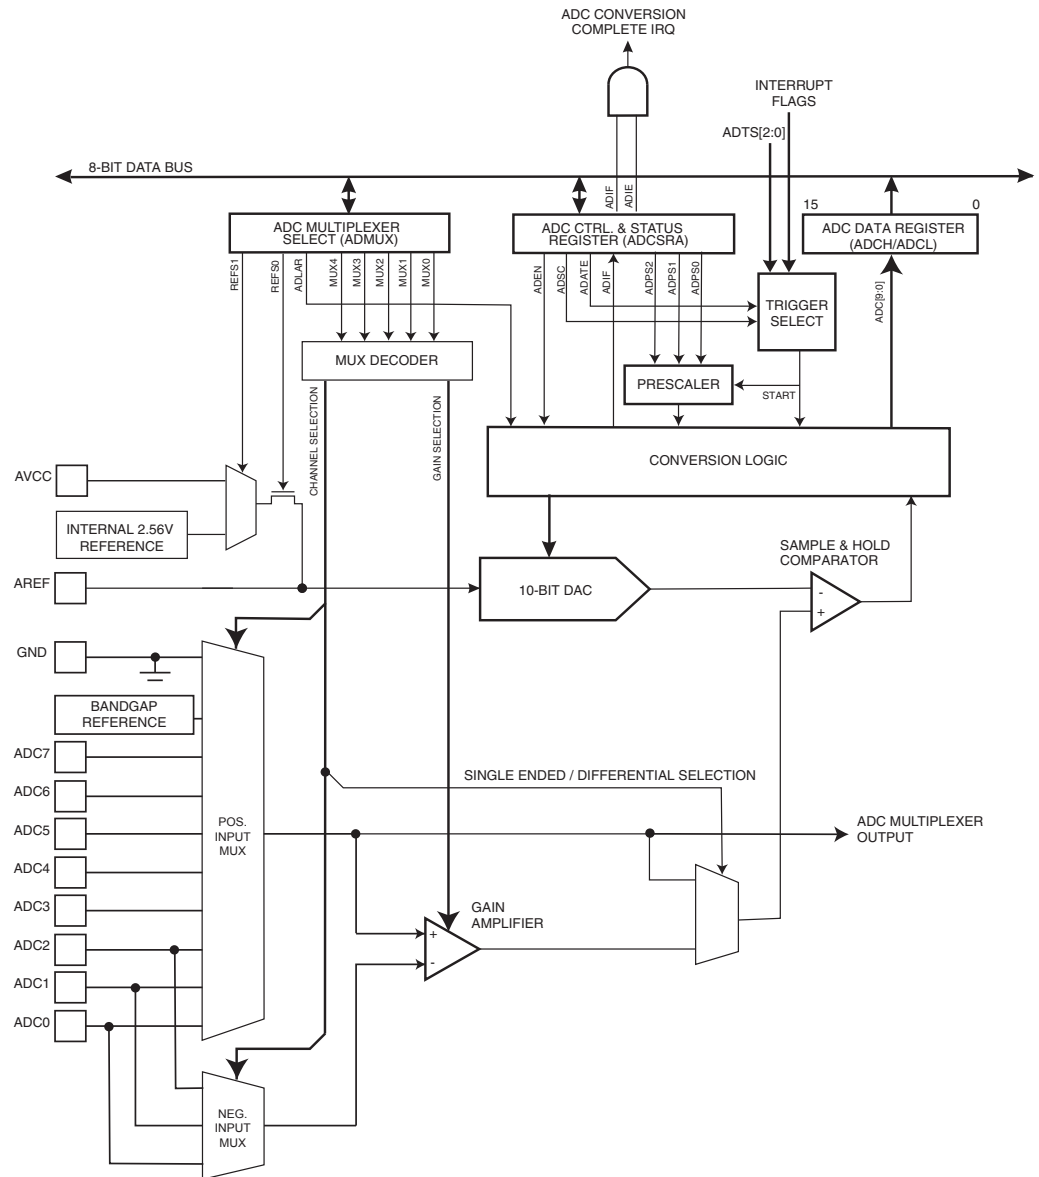 ADC CONVERSION
COMPLETE IRQ
INTERRUPT
FLAGS
ADTS[2:0]
8-BIT DATA BUS
ADIF
ADIE
15
0
ADC MULTIPLEXER
SELECT (ADMUX)
ADC CTRL. & STATUS
REGISTER (ADCSRA)
ADC DATA REGISTER
(ADCH/ADCL)
REFS1
REFS0
ADLAR
MUX4
MUX3
MUX2
MUX1
MUX0
ADEN
ADSC
ADATE
ADIF
ADPS2
ADPS1
ADPS0
ADC[9:0]
TRIGGER
SELECT
MUX DECODER
PRESCALER
START
CHANNEL SELECTION
GAIN SELECTION
CONVERSION LOGIC
AVCC
INTERNAL 2.56V
REFERENCE
SAMPLE & HOLD
COMPARATOR
AREF
10-BIT DAC
-
+
GND
BANDGAP
REFERENCE
ADC7
SINGLE ENDED / DIFFERENTIAL SELECTION
ADC6
ADC5
POS.
INPUT
MUX
ADC MULTIPLEXER
OUTPUT
ADC4
ADC3
GAIN
AMPLIFIER
+
-
ADC2
ADC1
ADC0
NEG.
INPUT
MUX